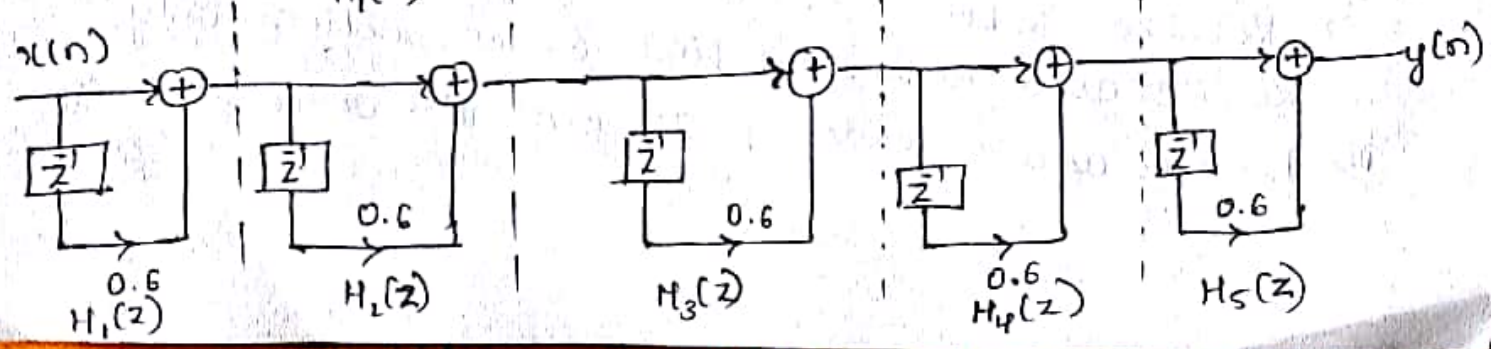 x(n)
y(n)
z⁻¹ z⁻¹ z⁻¹ z⁻¹ z⁻¹
0.6 0.6 0.6 0.6 0.6
H₁(z) H₂(z) H₃(z) H₄(z) H₅(z)